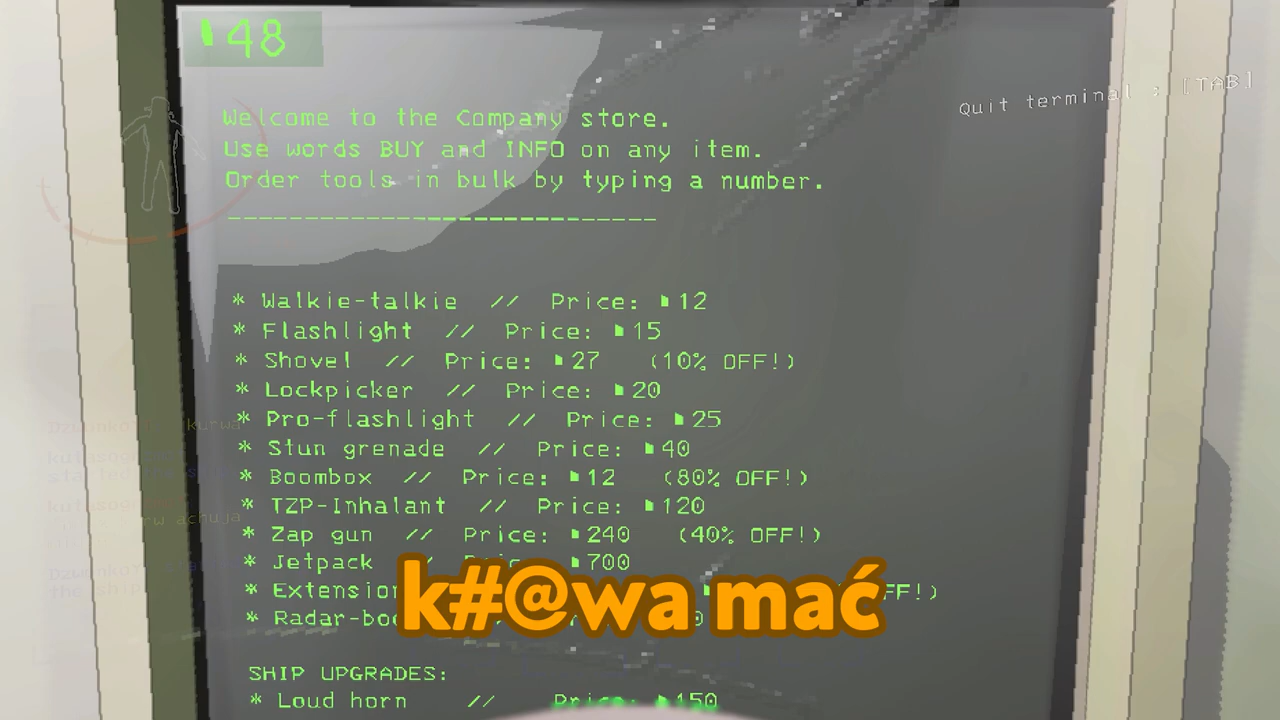 48
Quit terminal : [TAB]
Welcome to the Company store.
Use words BUY and INFO on any item.
Order tools in bulk by typing a number.
----------------------------
* Walkie-talkie // Price: ▮12
* Flashlight // Price: ▮15
* Shovel // Price: ▮27 (10% OFF!)
* Lockpicker // Price: ▮20
* Pro-flashlight // Price: ▮25
* Stun grenade // Price: ▮40
* Boombox // Price: ▮12 (80% OFF!)
* TZP-Inhalant // Price: ▮120
* Zap gun // Price: ▮240 (40% OFF!)
* Jetpack // Price: ▮700
* Extension OFF!)
* Radar-boo
k#@wa mać
SHIP UPGRADES:
* Loud horn // Price: ▮150